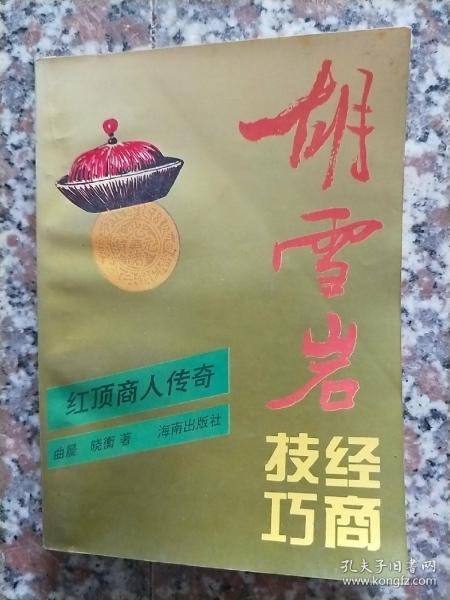 胡雪岩
经商
技巧
红顶商人传奇
曲晨 晓衡 著 海南出版社
孔夫子旧书网
www.kongfz.com